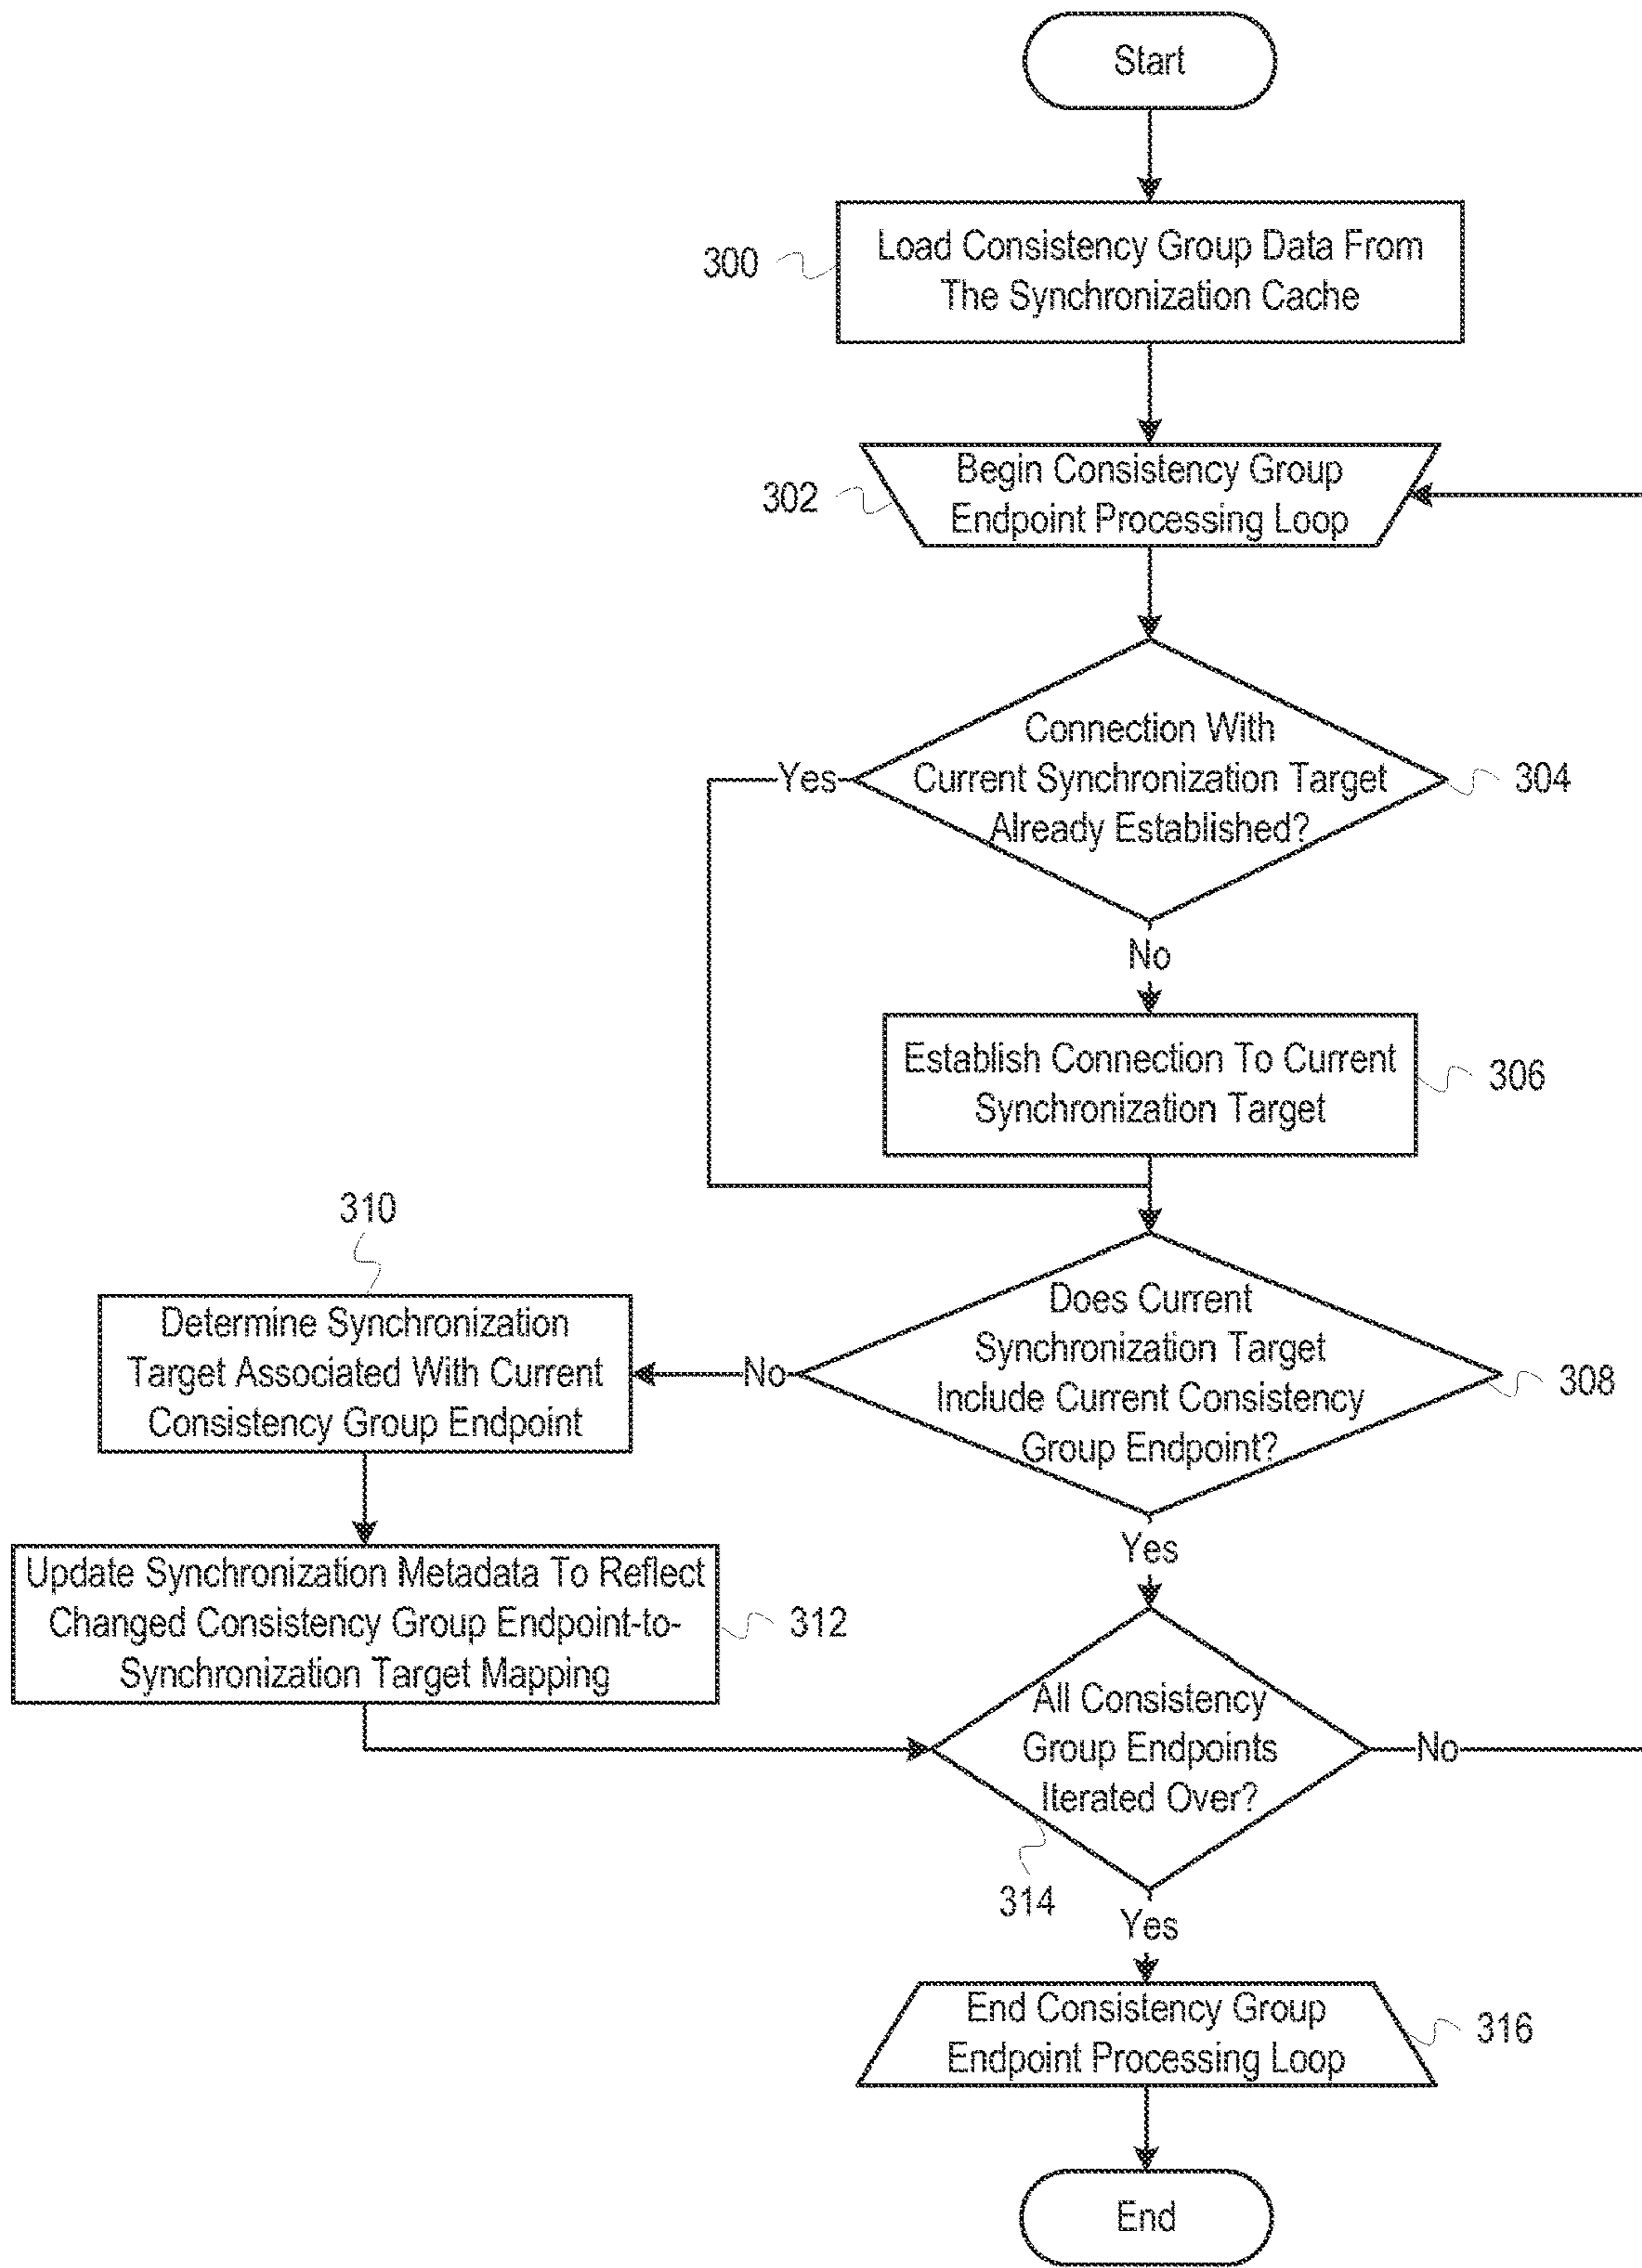 Start
300
Load Consistency Group Data From
The Synchronization Cache
302
Begin Consistency Group
Endpoint Processing Loop
Connection With
Current Synchronization Target
Already Established?
Yes
304
No
Establish Connection To Current
Synchronization Target
306
310
Determine Synchronization
Target Associated With Current
Consistency Group Endpoint
No
Does Current
Synchronization Target
Include Current Consistency
Group Endpoint?
308
Yes
Update Synchronization Metadata To Reflect
Changed Consistency Group Endpoint-to-
Synchronization Target Mapping
312
All Consistency
Group Endpoints
Iterated Over?
No
314
Yes
End Consistency Group
Endpoint Processing Loop
316
End